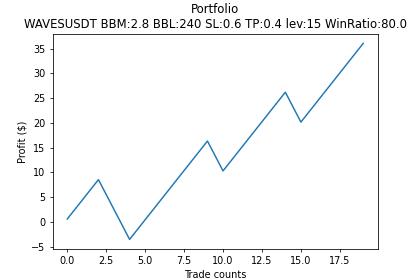 Portfolio
WAVESUSDT BBM:2.8 BBL:240 SL:0.6 TP:0.4 lev:15 WinRatio:80.0
Profit ($)
35
30
25
20
15
10
5
0
−5
0.0 2.5 5.0 7.5 10.0 12.5 15.0 17.5
Trade counts